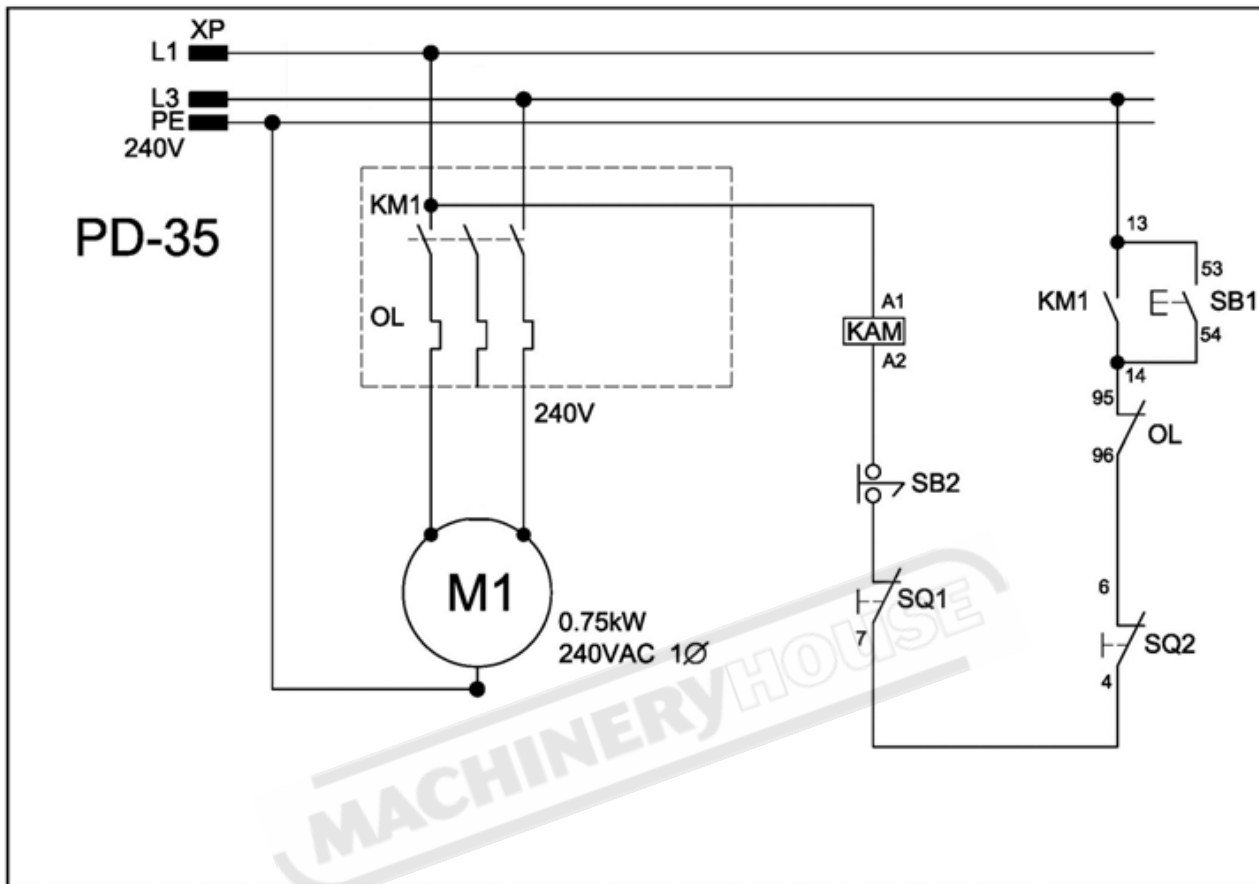 XP
L1
L3
PE
240V
PD-35
KM1
OL
240V
M1
0.75kW
240VAC 1Ø
A1
KAM
A2
SB2
SQ1
7
13
53
KM1
SB1
54
14
95
OL
96
6
SQ2
4
MACHINERYHOUSE